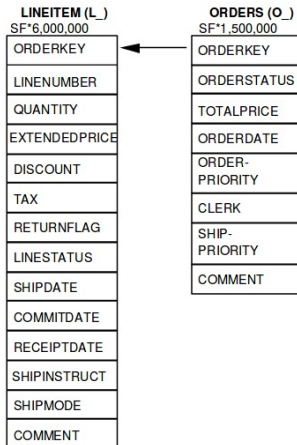 LINEITEM (L_)
SF*6,000,000
ORDERKEY
LINENUMBER
QUANTITY
EXTENDEDPRICE
DISCOUNT
TAX
RETURNFLAG
LINESTATUS
SHIPDATE
COMMITDATE
RECEIPTDATE
SHIPINSTRUCT
SHIPMODE
COMMENT
ORDERS (O_)
SF*1,500,000
ORDERKEY
ORDERSTATUS
TOTALPRICE
ORDERDATE
ORDER-
PRIORITY
CLERK
SHIP-
PRIORITY
COMMENT